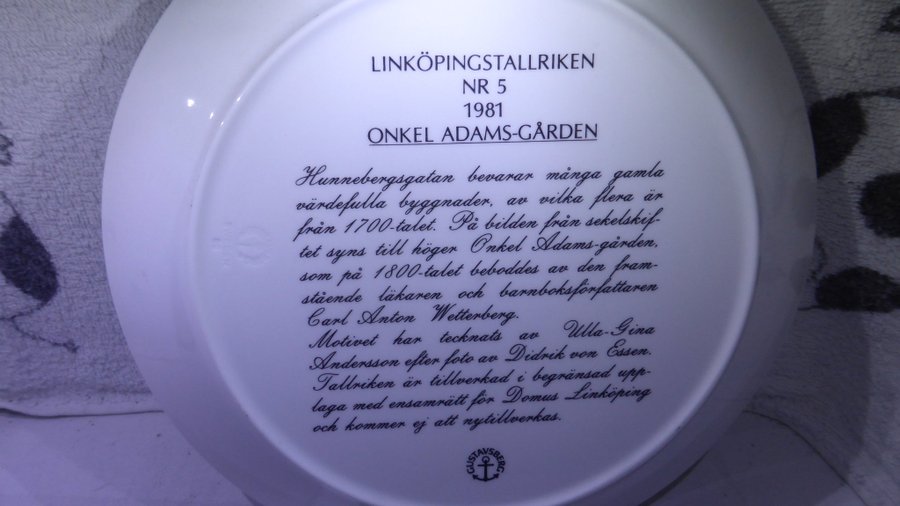 LINKÖPINGSTALLRIKEN
NR 5
1981
ONKEL ADAMS-GÅRDEN
Hunnebergsgatan bevarar många gamla
värdefulla byggnader, av vilka flera är
från 1700-talet. På bilden från sekelskif-
tet syns till höger Onkel Adams-gården,
som på 1800-talet beboddes av den fram-
stående läkaren och barnboksförfattaren
Carl Anton Wetterberg.
Motivet har tecknats av Ulla-Gina
Andersson efter foto av Didrik von Essen.
Tallriken är tillverkad i begränsad upp-
laga med ensamrätt för Domus Linköping
och kommer ej att nytillverkas.
GUSTAVSBERG